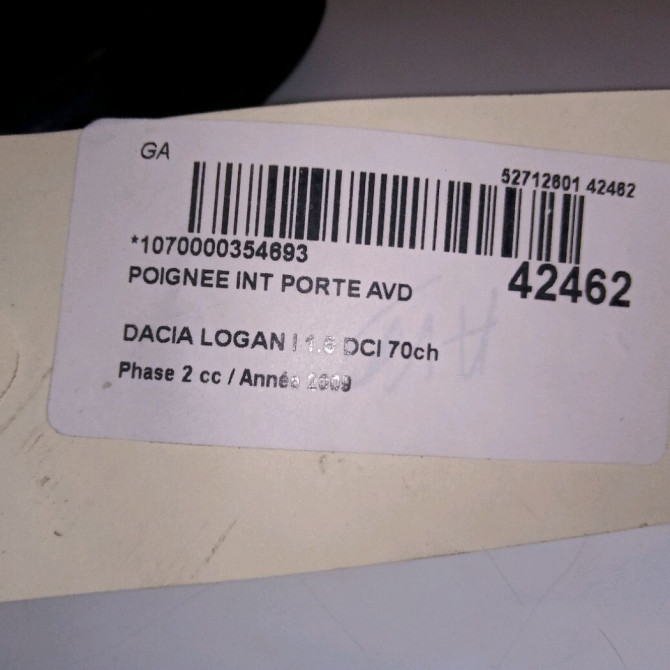 GA
52712601 42462
*1070000354693
42462
POIGNEE INT PORTE AVD
DACIA LOGAN I 1.5 DCI 70ch
Phase 2 cc / Année 2009